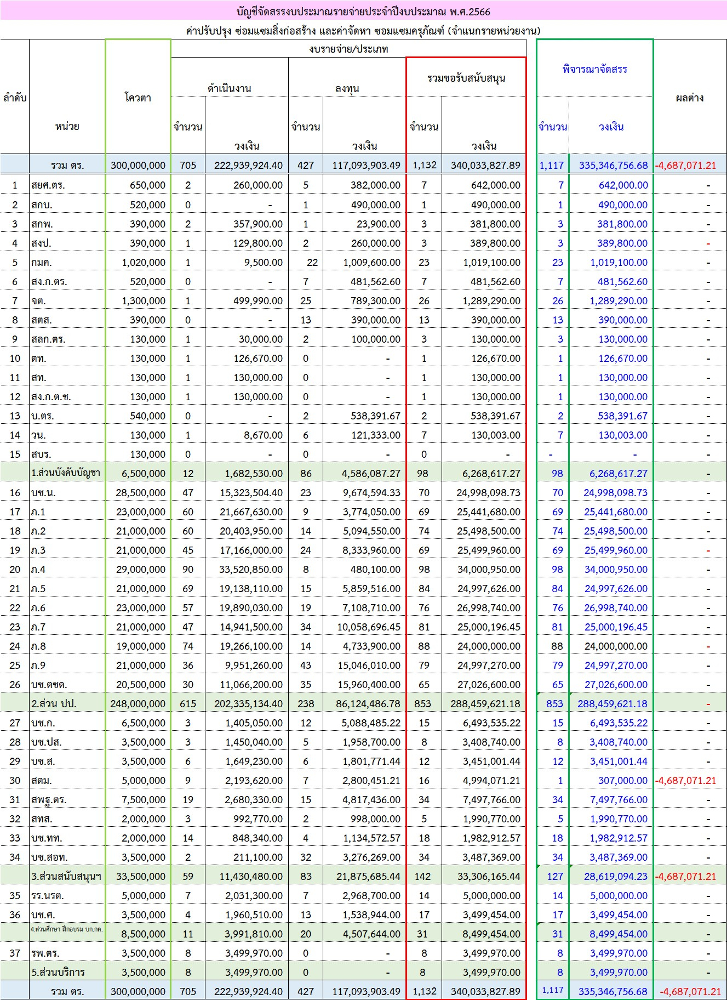 บัญชีจัดสรรงบประมาณรายจ่ายประจำปีงบประมาณ พ.ศ.2566
ค่าปรับปรุง ซ่อมแซมสิ่งก่อสร้าง และค่าจัดหา ซอมแซมครุภัณฑ์ (จำแนกรายหน่วยงาน)
งบรายจ่าย/ประเภท
ลำดับ หน่วย โควตา ดำเนินงาน ลงทุน รวมขอรับสนับสนุน พิจารณาจัดสรร ผลต่าง
จำนวน วงเงิน จำนวน วงเงิน จำนวน วงเงิน จำนวน วงเงิน
รวม ตร. 300,000,000 705 222,939,924.40 427 117,093,903.49 1,132 340,033,827.89 1,117 335,346,756.68 -4,687,071.21
1 สยศ.ตร. 650,000 2 260,000.00 5 382,000.00 7 642,000.00 7 642,000.00 -
2 สกบ. 520,000 0 - 1 490,000.00 1 490,000.00 1 490,000.00 -
3 สกพ. 390,000 2 357,900.00 1 23,900.00 3 381,800.00 3 381,800.00 -
4 สงป. 390,000 1 129,800.00 2 260,000.00 3 389,800.00 3 389,800.00 -
5 กมค. 1,020,000 1 9,500.00 22 1,009,600.00 23 1,019,100.00 23 1,019,100.00 -
6 สง.ก.ตร. 520,000 0 - 7 481,562.60 7 481,562.60 7 481,562.60 -
7 จต. 1,300,000 1 499,990.00 25 789,300.00 26 1,289,290.00 26 1,289,290.00 -
8 สตส. 390,000 0 - 13 390,000.00 13 390,000.00 13 390,000.00 -
9 สลก.ตร. 130,000 1 30,000.00 2 100,000.00 3 130,000.00 3 130,000.00 -
10 ตท. 130,000 1 126,670.00 0 - 1 126,670.00 1 126,670.00 -
11 สท. 130,000 1 130,000.00 0 - 1 130,000.00 1 130,000.00 -
12 สง.ก.ต.ช. 130,000 1 130,000.00 0 - 1 130,000.00 1 130,000.00 -
13 บ.ตร. 540,000 0 - 2 538,391.67 2 538,391.67 2 538,391.67 -
14 วน. 130,000 1 8,670.00 6 121,333.00 7 130,003.00 7 130,003.00 -
15 สบร. 130,000 0 - 0 - 0 - - - -
1.ส่วนบังคับบัญชา 6,500,000 12 1,682,530.00 86 4,586,087.27 98 6,268,617.27 98 6,268,617.27 -
16 บช.น. 28,500,000 47 15,323,504.40 23 9,674,594.33 70 24,998,098.73 70 24,998,098.73 -
17 ภ.1 23,000,000 60 21,667,630.00 9 3,774,050.00 69 25,441,680.00 69 25,441,680.00 -
18 ภ.2 21,000,000 60 20,403,950.00 14 5,094,550.00 74 25,498,500.00 74 25,498,500.00 -
19 ภ.3 21,000,000 45 17,166,000.00 24 8,333,960.00 69 25,499,960.00 69 25,499,960.00 -
20 ภ.4 29,000,000 90 33,520,850.00 8 480,100.00 98 34,000,950.00 98 34,000,950.00 -
21 ภ.5 21,000,000 69 19,138,110.00 15 5,859,516.00 84 24,997,626.00 84 24,997,626.00 -
22 ภ.6 23,000,000 57 19,890,030.00 19 7,108,710.00 76 26,998,740.00 76 26,998,740.00 -
23 ภ.7 21,000,000 47 14,941,500.00 34 10,058,696.45 81 25,000,196.45 81 25,000,196.45 -
24 ภ.8 19,000,000 74 19,266,100.00 14 4,733,900.00 88 24,000,000.00 88 24,000,000.00 -
25 ภ.9 21,000,000 36 9,951,260.00 43 15,046,010.00 79 24,997,270.00 79 24,997,270.00 -
26 บช.ตชด. 20,500,000 30 11,066,200.00 35 15,960,400.00 65 27,026,600.00 65 27,026,600.00 -
2.ส่วน ปป. 248,000,000 615 202,335,134.40 238 86,124,486.78 853 288,459,621.18 853 288,459,621.18 -
27 บช.ก. 6,500,000 3 1,405,050.00 12 5,088,485.22 15 6,493,535.22 15 6,493,535.22 -
28 บช.ปส. 3,500,000 3 1,450,040.00 5 1,958,700.00 8 3,408,740.00 8 3,408,740.00 -
29 บช.ส. 3,500,000 6 1,649,230.00 6 1,801,771.44 12 3,451,001.44 12 3,451,001.44 -
30 สตม. 5,000,000 9 2,193,620.00 7 2,800,451.21 16 4,994,071.21 1 307,000.00 -4,687,071.21
31 สพฐ.ตร. 7,500,000 19 2,680,330.00 15 4,817,436.00 34 7,497,766.00 34 7,497,766.00 -
32 สทส. 2,000,000 3 992,770.00 2 998,000.00 5 1,990,770.00 5 1,990,770.00 -
33 บช.ทท. 2,000,000 14 848,340.00 4 1,134,572.57 18 1,982,912.57 18 1,982,912.57 -
34 บช.สอท. 3,500,000 2 211,100.00 32 3,276,269.00 34 3,487,369.00 34 3,487,369.00 -
3.ส่วนสนับสนุนฯ 33,500,000 59 11,430,480.00 83 21,875,685.44 142 33,306,165.44 127 28,619,094.23 -4,687,071.21
35 รร.นรต. 5,000,000 7 2,031,300.00 7 2,968,700.00 14 5,000,000.00 14 5,000,000.00 -
36 บช.ศ. 3,500,000 4 1,960,510.00 13 1,538,944.00 17 3,499,454.00 17 3,499,454.00 -
4.ส่วนศึกษา ฝึกอบรม บก.กค. 8,500,000 11 3,991,810.00 20 4,507,644.00 31 8,499,454.00 31 8,499,454.00 -
37 รพ.ตร. 3,500,000 8 3,499,970.00 0 - 8 3,499,970.00 8 3,499,970.00 -
5.ส่วนบริการ 3,500,000 8 3,499,970.00 0 - 8 3,499,970.00 8 3,499,970.00 -
รวม ตร. 300,000,000 705 222,939,924.40 427 117,093,903.49 1,132 340,033,827.89 1,117 335,346,756.68 -4,687,071.21